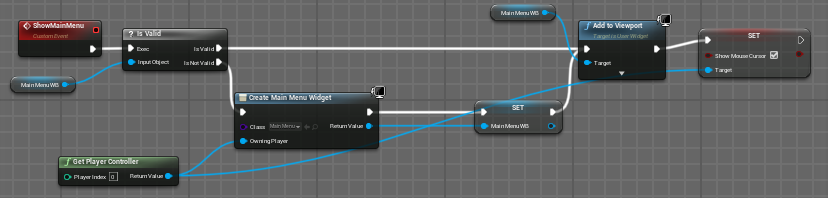 ShowMainMenu
Custom Event
Main Menu WB
? Is Valid
Exec
Is Valid
Input Object
Is Not Valid
Create Main Menu Widget
Class
Main Menu
Return Value
Owning Player
f Get Player Controller
Player Index
0
Return Value
SET
Main Menu WB
Main Menu WB
f Add to Viewport
Target is User Widget
Target
SET
Show Mouse Cursor
Target